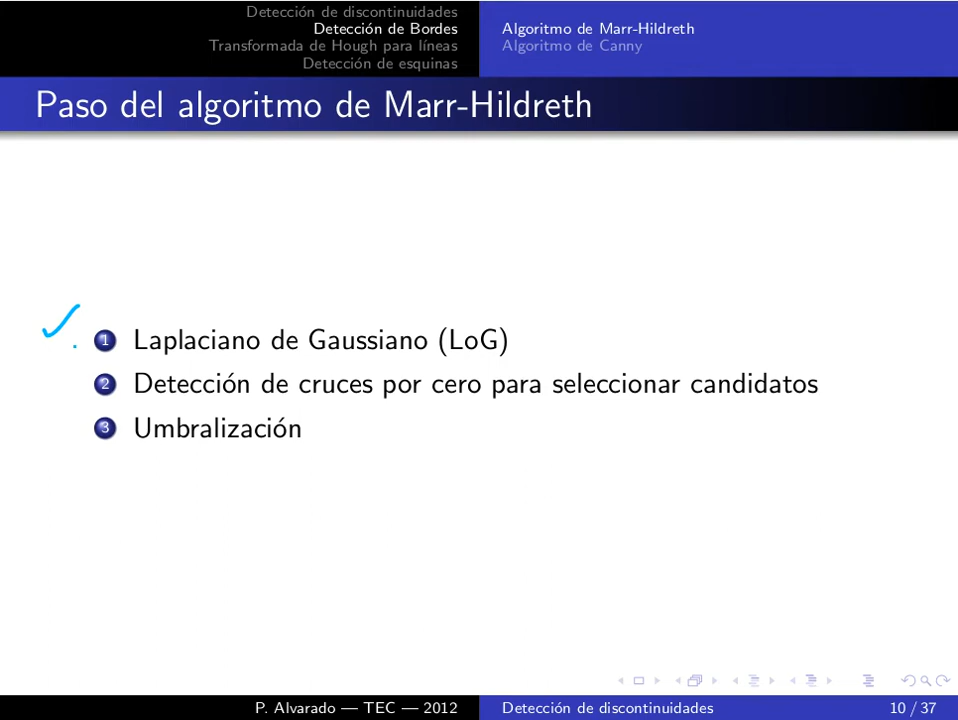 Detección de discontinuidades
Detección de Bordes
Transformada de Hough para líneas
Detección de esquinas
Algoritmo de Marr-Hildreth
Algoritmo de Canny
Paso del algoritmo de Marr-Hildreth
1 Laplaciano de Gaussiano (LoG)
2 Detección de cruces por cero para seleccionar candidatos
3 Umbralización
P. Alvarado — TEC — 2012
Detección de discontinuidades
10 / 37